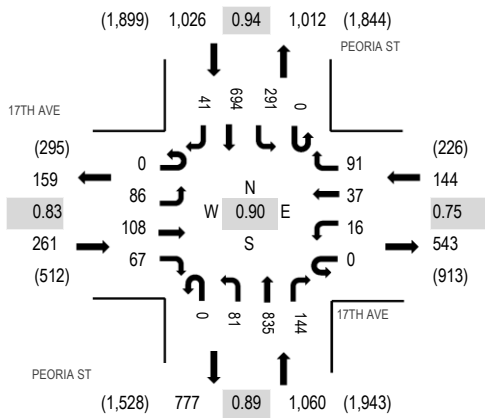 (1,899) 1,026 0.94 1,012 (1,844)
PEORIA ST
41 694 291 0
17TH AVE
(295)
159
0.83
261
(512)
0
86
108
67
N
W 0.90 E
S
91
37
16
0
(226)
144
0.75
543
(913)
0 81 835 144
17TH AVE
PEORIA ST
(1,528) 777 0.89 1,060 (1,943)